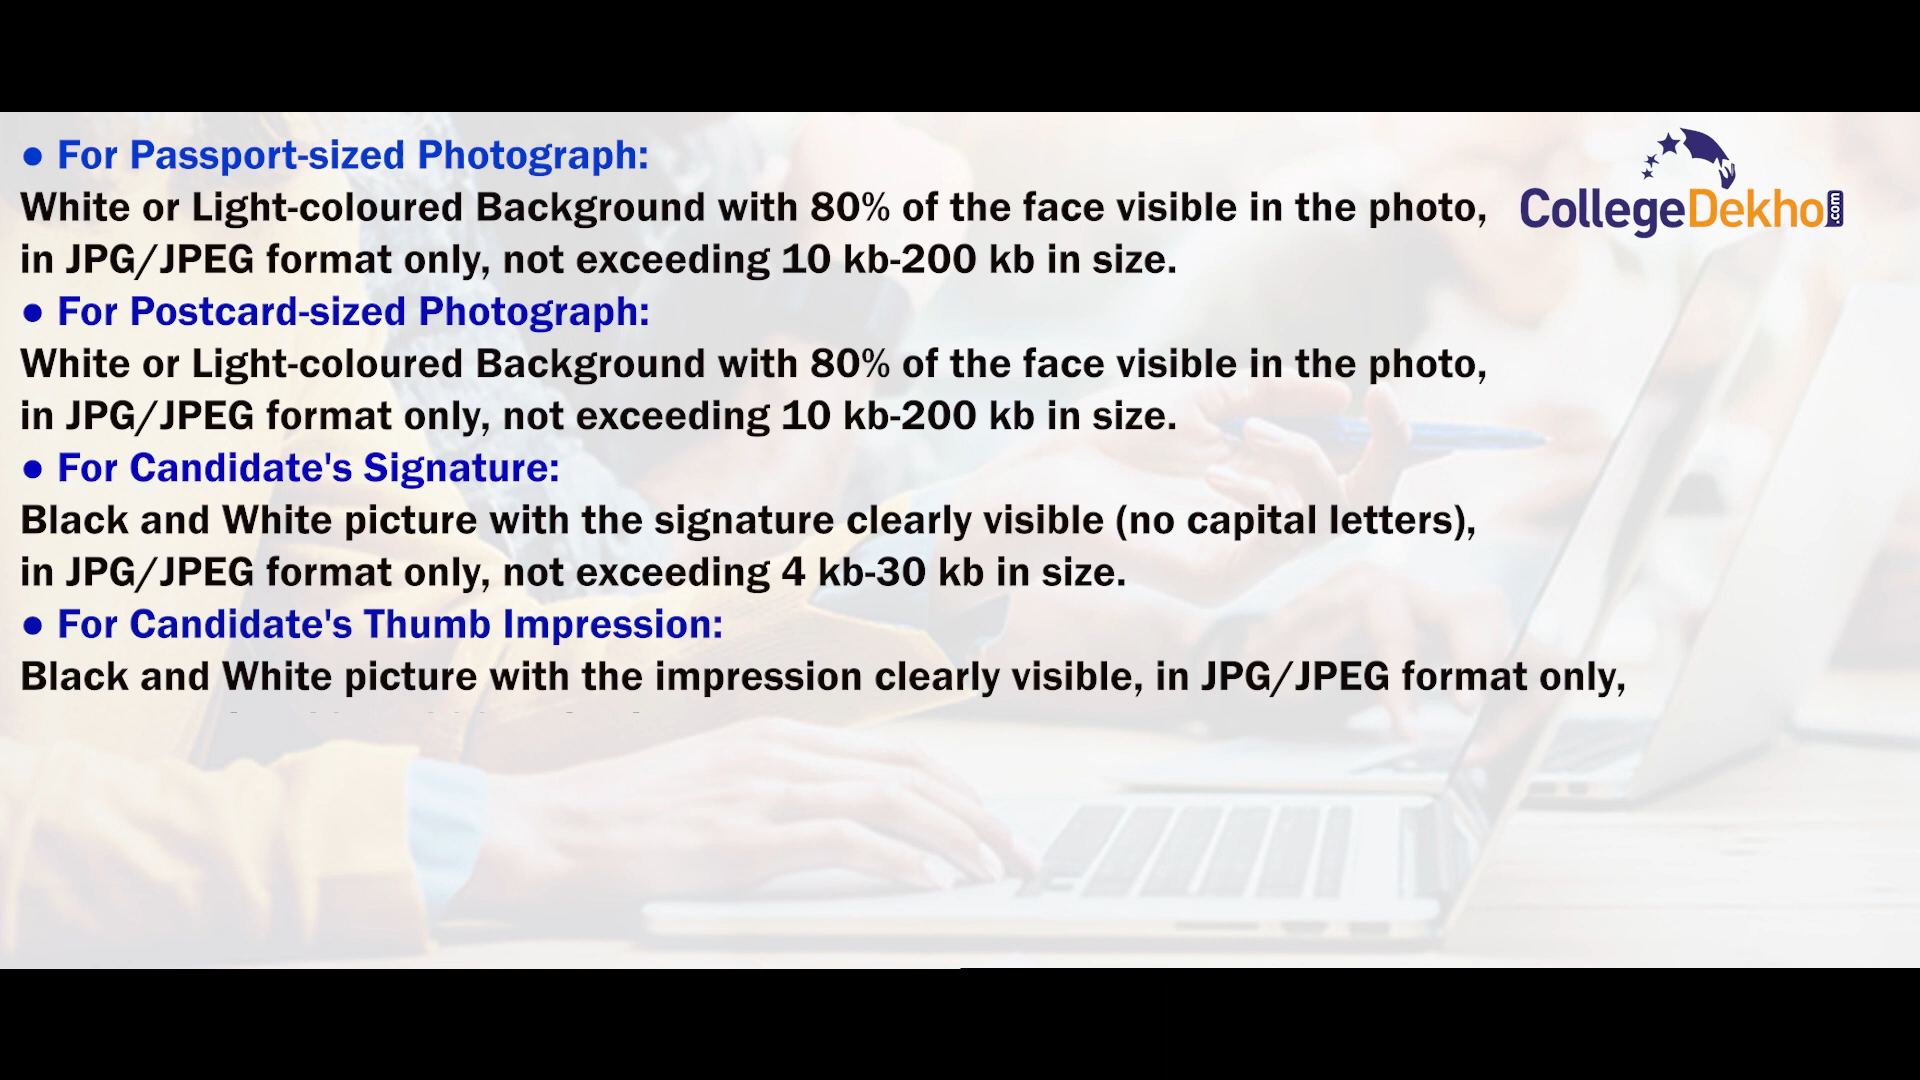 ● For Passport-sized Photograph:
White or Light-coloured Background with 80% of the face visible in the photo,
in JPG/JPEG format only, not exceeding 10 kb-200 kb in size.
● For Postcard-sized Photograph:
White or Light-coloured Background with 80% of the face visible in the photo,
in JPG/JPEG format only, not exceeding 10 kb-200 kb in size.
● For Candidate's Signature:
Black and White picture with the signature clearly visible (no capital letters),
in JPG/JPEG format only, not exceeding 4 kb-30 kb in size.
● For Candidate's Thumb Impression:
Black and White picture with the impression clearly visible, in JPG/JPEG format only,
CollegeDekho.com